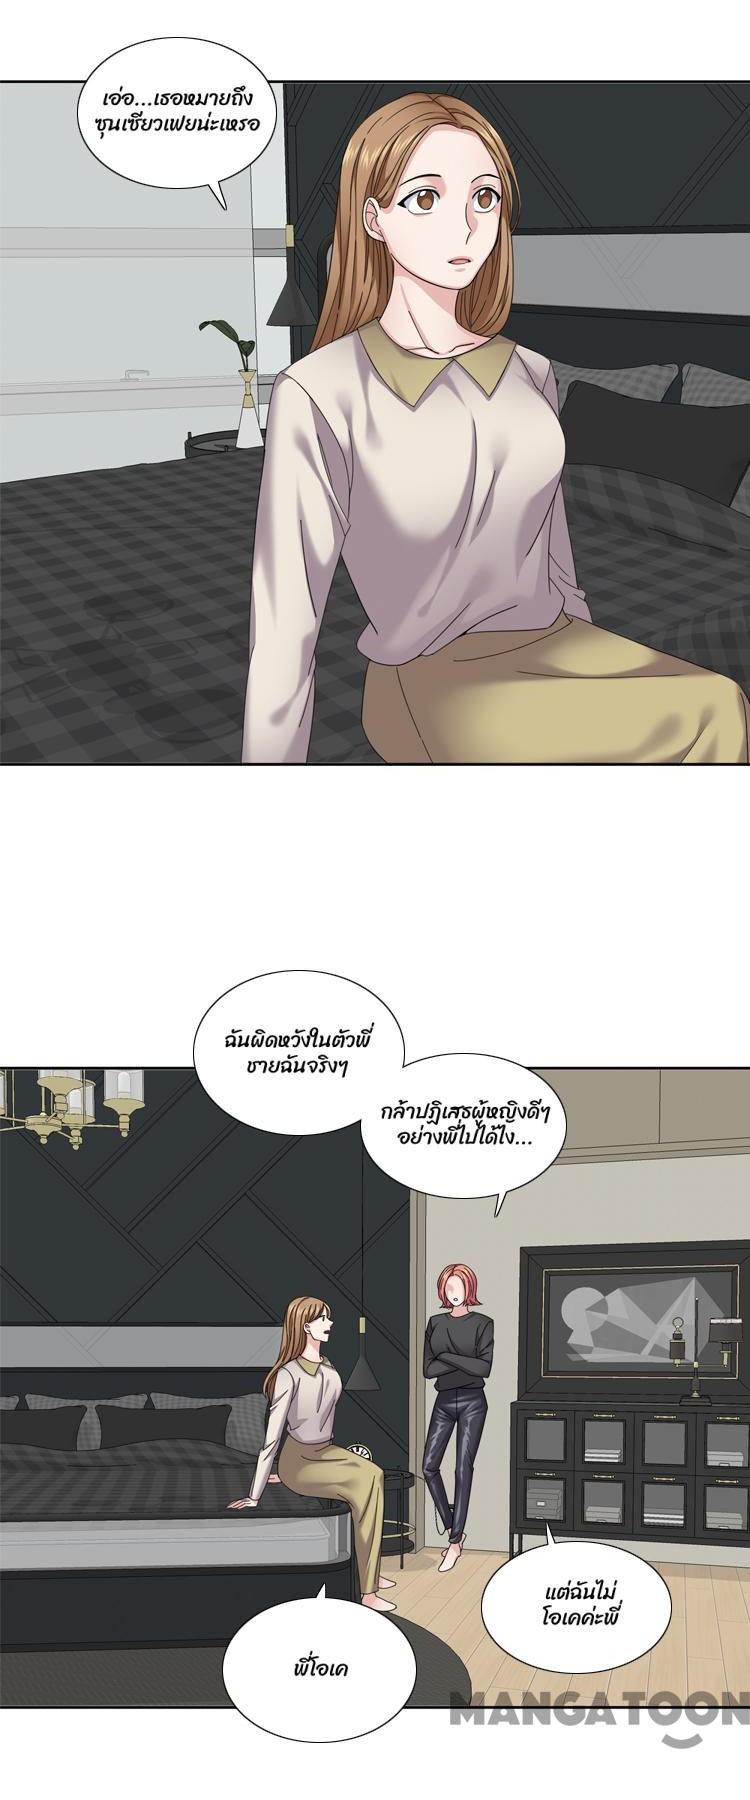 เอ่อ...เธอหมายถึง
ซุนเซียวเฟยน่ะเหรอ
ฉันผิดหวังในตัวพี่
ชายฉันจริงๆ
กล้าปฏิเสธผู้หญิงดีๆ
อย่างพี่ไปได้ไง...
แต่ฉันไม่
โอเคค่ะพี่
พี่โอเค
MANGATOON